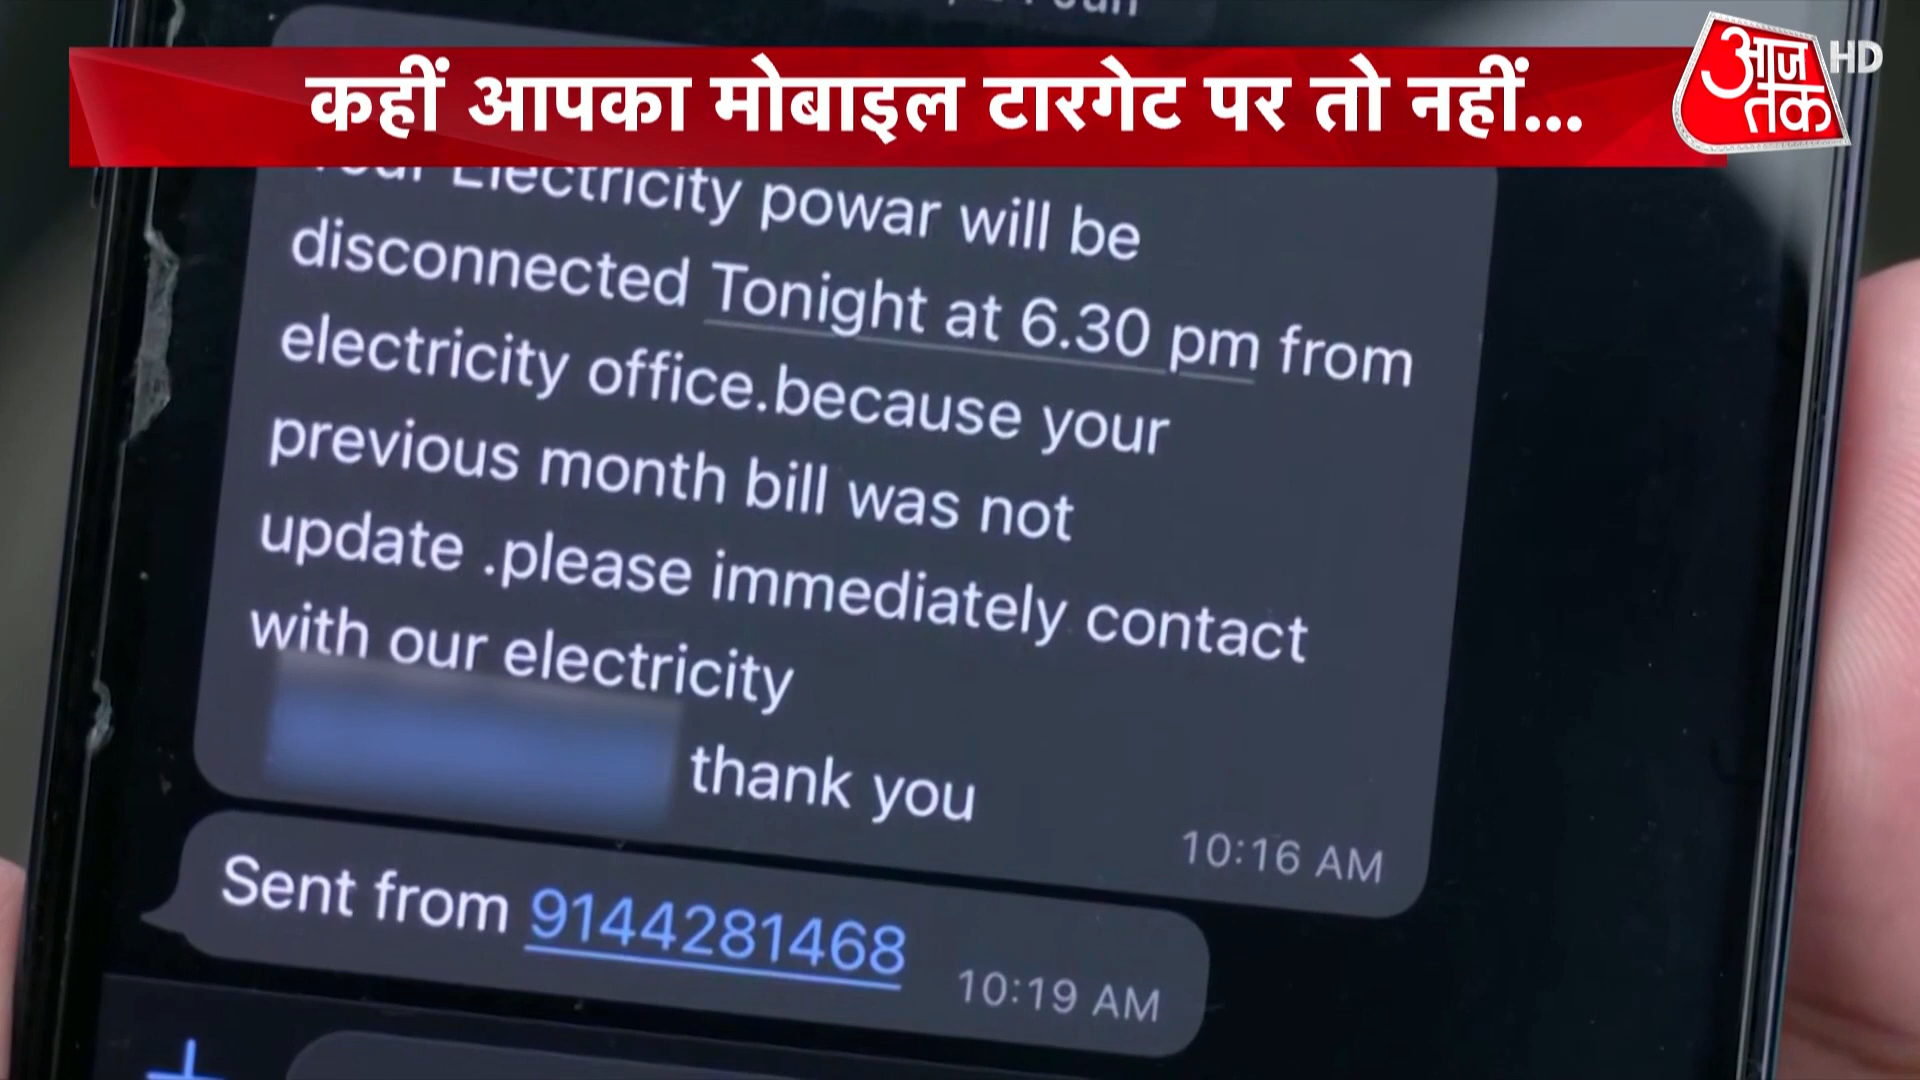 कहीं आपका मोबाइल टारगेट पर तो नहीं...
आज
तक
HD
Your Electricity powar will be
disconnected Tonight at 6.30 pm from
electricity office.because your
previous month bill was not
update .please immediately contact
with our electricity
thank you
10:16 AM
Sent from 9144281468
10:19 AM